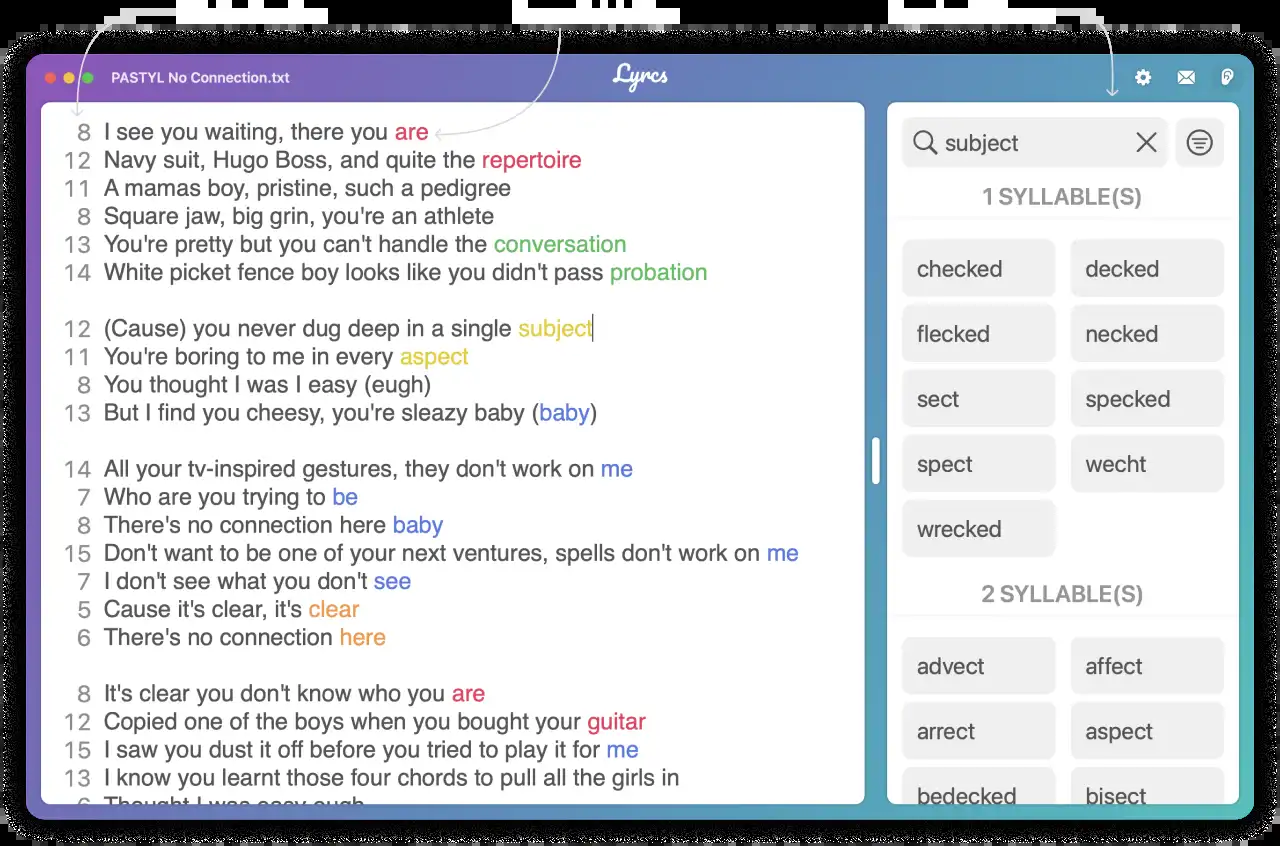 PASTYL No Connection.txt
Lyrcs
8 I see you waiting, there you are
12 Navy suit, Hugo Boss, and quite the repertoire
11 A mamas boy, pristine, such a pedigree
8 Square jaw, big grin, you're an athlete
13 You're pretty but you can't handle the conversation
14 White picket fence boy looks like you didn't pass probation
12 (Cause) you never dug deep in a single subject
11 You're boring to me in every aspect
8 You thought I was I easy (eugh)
13 But I find you cheesy, you're sleazy baby (baby)
14 All your tv-inspired gestures, they don't work on me
7 Who are you trying to be
8 There's no connection here baby
15 Don't want to be one of your next ventures, spells don't work on me
7 I don't see what you don't see
5 Cause it's clear, it's clear
6 There's no connection here
8 It's clear you don't know who you are
12 Copied one of the boys when you bought your guitar
15 I saw you dust it off before you tried to play it for me
13 I know you learnt those four chords to pull all the girls in
6 Thought I was easy eugh
subject
1 SYLLABLE(S)
checked decked
flecked necked
sect specked
spect wecht
wrecked
2 SYLLABLE(S)
advect affect
arrect aspect
bedecked bisect